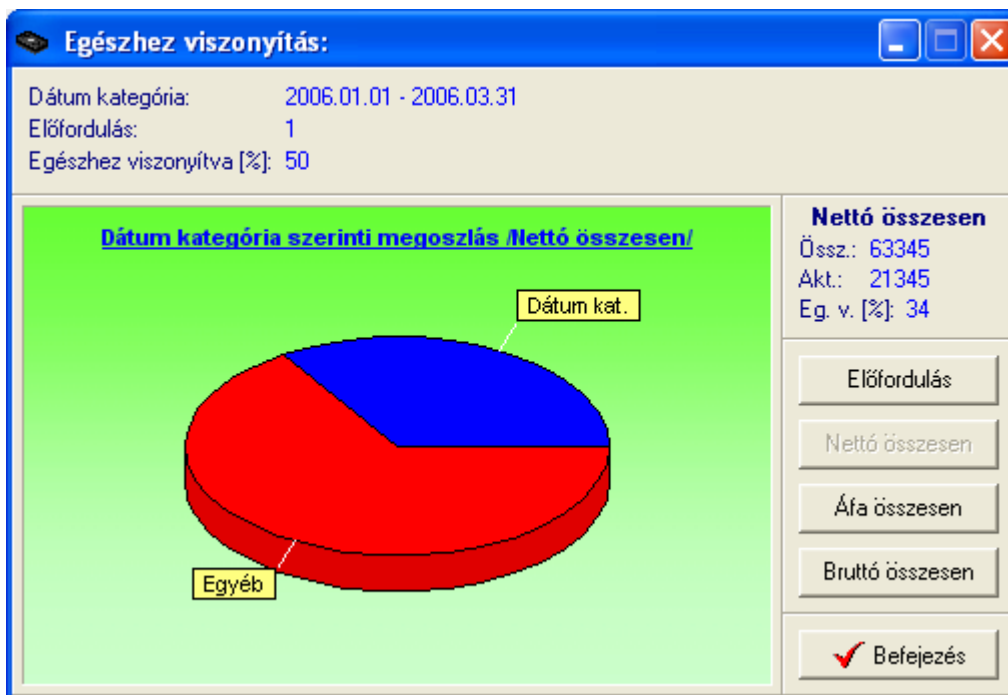 Egészhez viszonyítás:
Dátum kategória: 2006.01.01 - 2006.03.31
Előfordulás: 1
Egészhez viszonyítva [%]: 50
Dátum kategória szerinti megoszlás /Nettó összesen/
Dátum kat.
Egyéb
Nettó összesen
Össz.: 63345
Akt.: 21345
Eg. v. [%]: 34
Előfordulás
Nettó összesen
Áfa összesen
Bruttó összesen
Befejezés